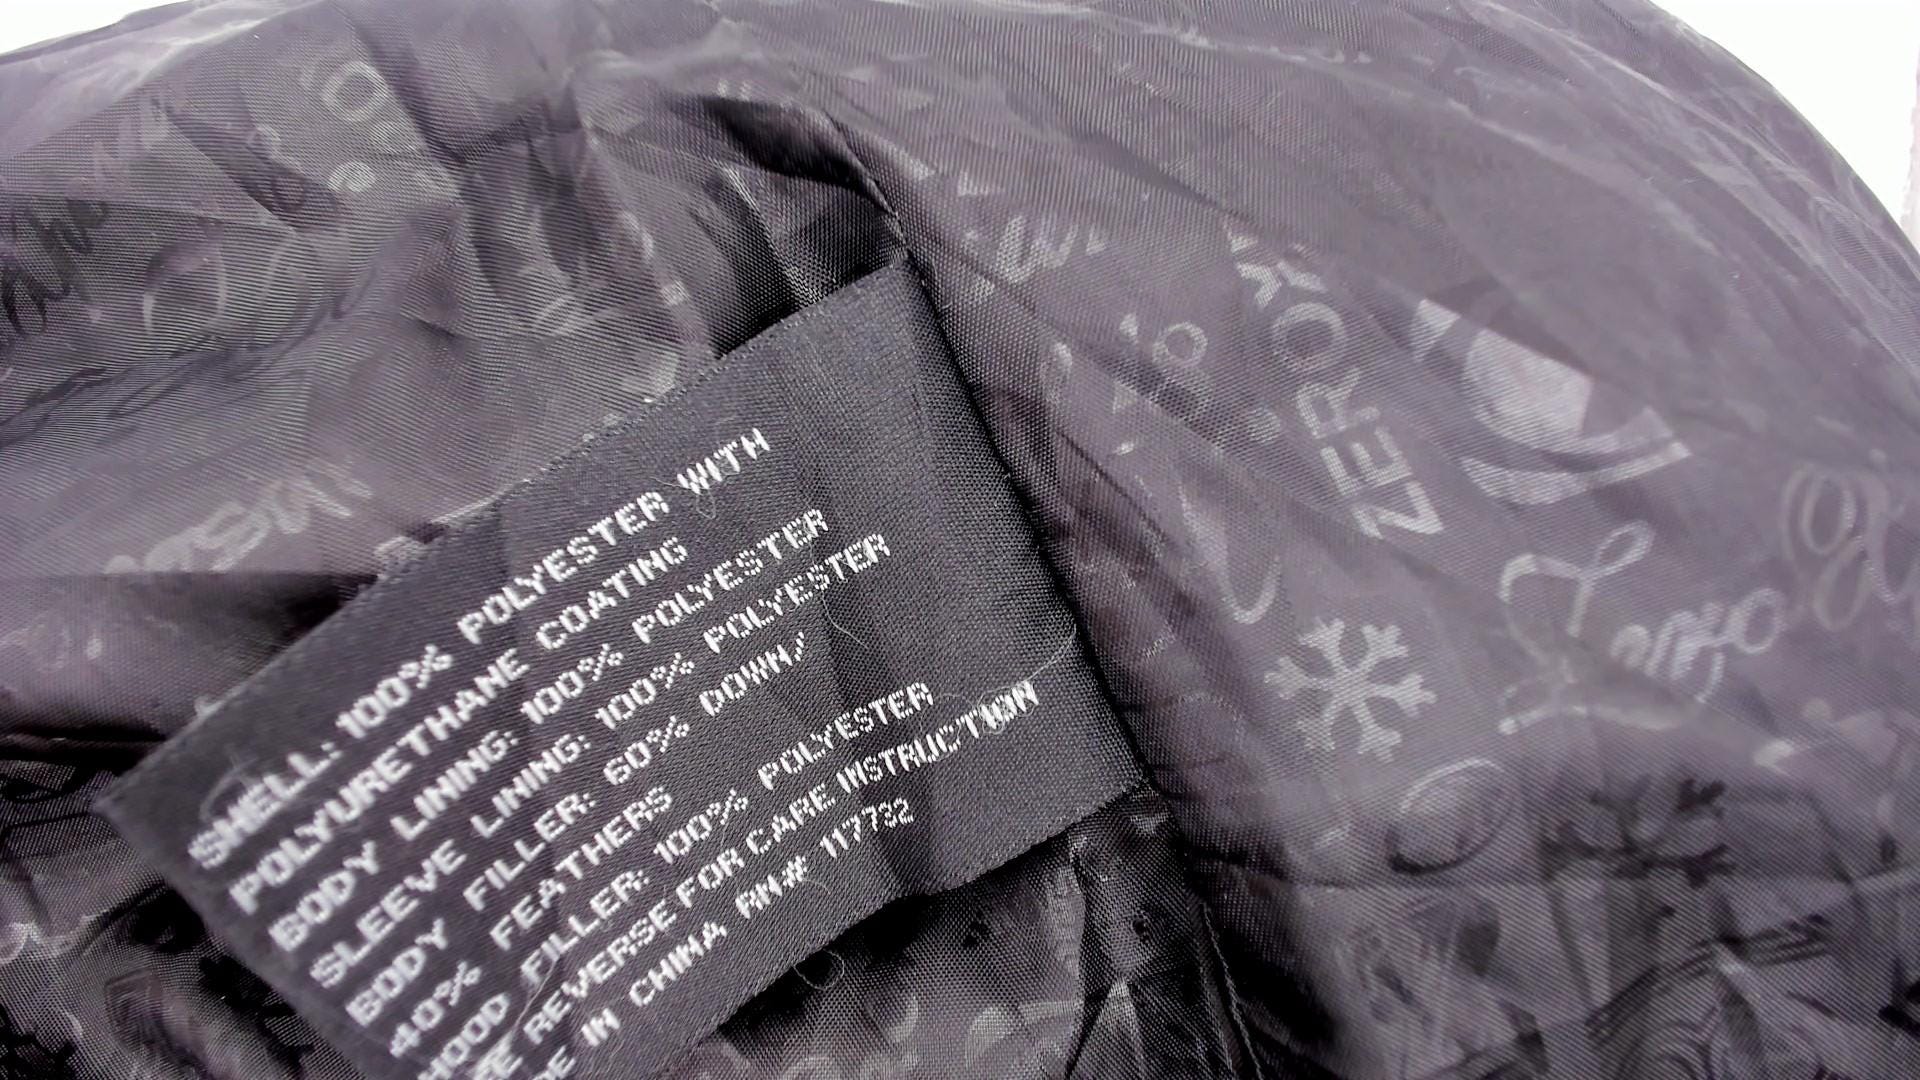 SHELL: 100% POLYESTER WITH
POLYURETHANE COATING
BODY LINING: 100% POLYESTER
SLEEVE LINING: 100% POLYESTER
BODY FILLER: 60% DOWN/
40% FEATHERS
HOOD FILLER: 100% POLYESTER
REVERSE FOR CARE INSTRUCTION
IN CHINA RN# 117732
ZEROXY